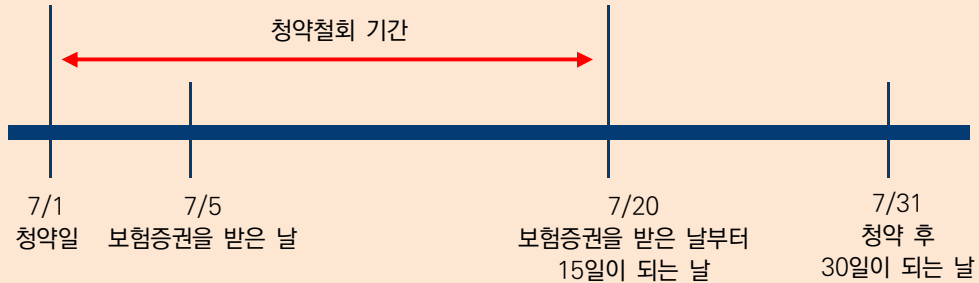 청약철회 기간
7/1
청약일
7/5
보험증권을 받은 날
7/20
보험증권을 받은 날부터
15일이 되는 날
7/31
청약 후
30일이 되는 날